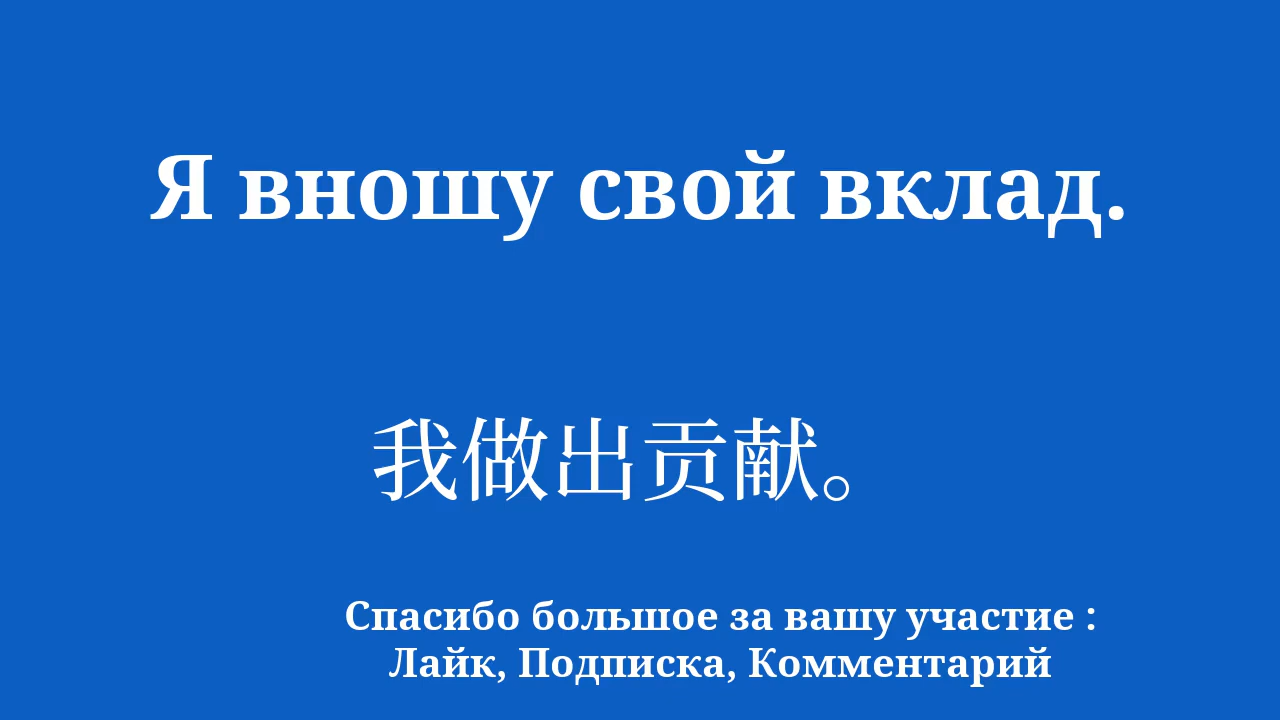 Я вношу свой вклад.
我做出贡献。
Спасибо большое за вашу участие :
Лайк, Подписка, Комментарий